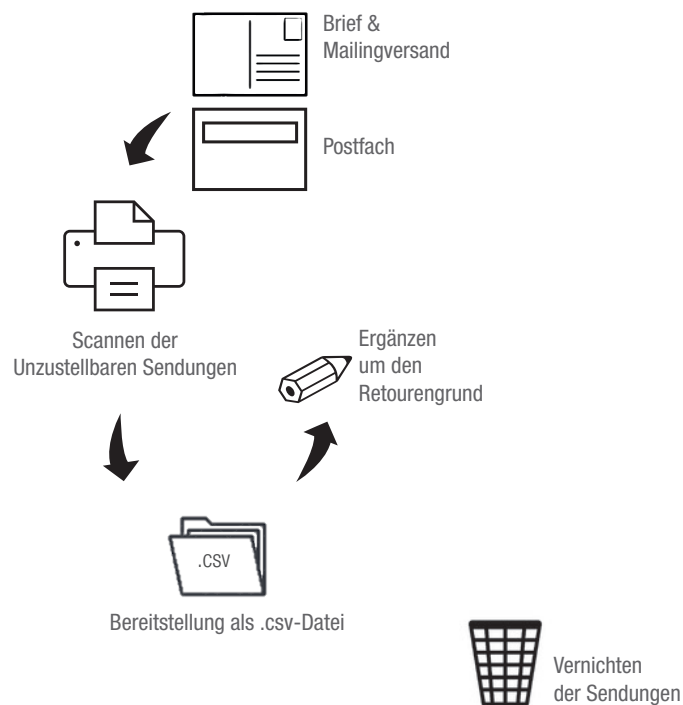 Brief &
Mailingversand
Postfach
Scannen der
Unzustellbaren Sendungen
Ergänzen
um den
Retourengrund
.CSV
Bereitstellung als .csv-Datei
Vernichten
der Sendungen